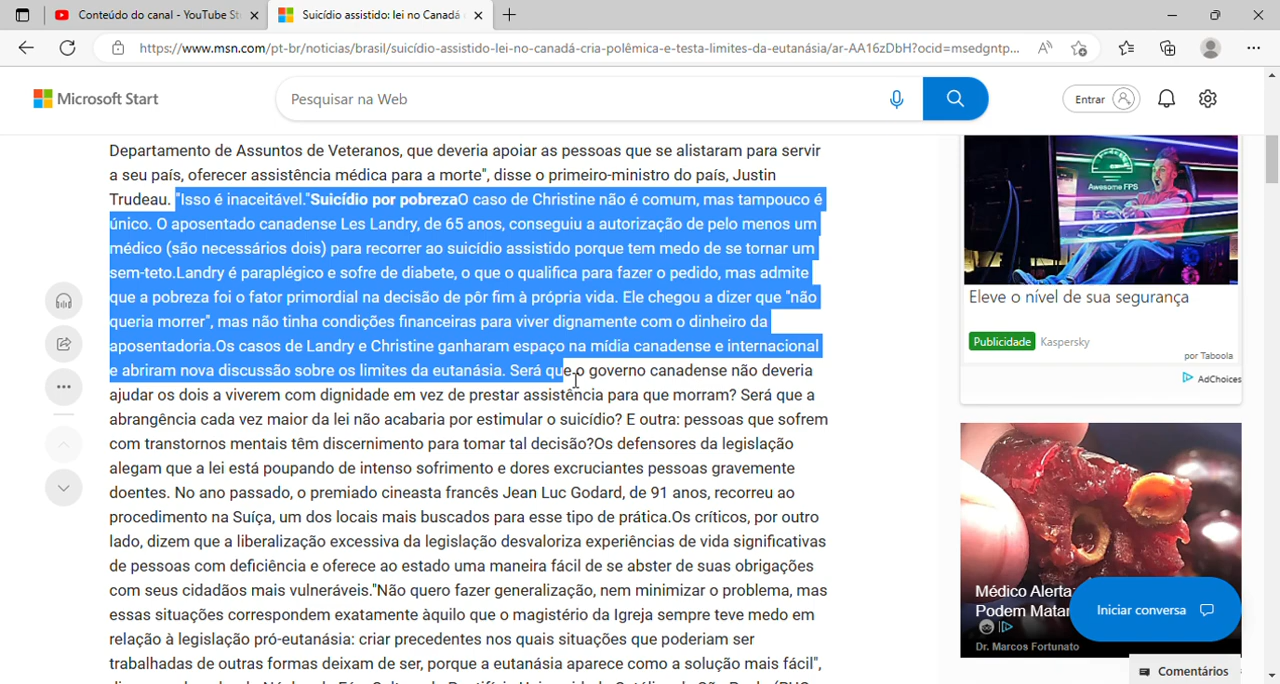 Conteúdo do canal - YouTube St
Suicídio assistido: lei no Canadá
https://www.msn.com/pt-br/noticias/brasil/suicídio-assistido-lei-no-canadá-cria-polêmica-e-testa-limites-da-eutanásia/ar-AA16zDbH?ocid=msedgntp...
Microsoft Start
Pesquisar na Web
Entrar
Departamento de Assuntos de Veteranos, que deveria apoiar as pessoas que se alistaram para servir
a seu país, oferecer assistência médica para a morte", disse o primeiro-ministro do país, Justin
Trudeau. "Isso é inaceitável."Suicídio por pobrezaO caso de Christine não é comum, mas tampouco é
único. O aposentado canadense Les Landry, de 65 anos, conseguiu a autorização de pelo menos um
médico (são necessários dois) para recorrer ao suicídio assistido porque tem medo de se tornar um
sem-teto.Landry é paraplégico e sofre de diabete, o que o qualifica para fazer o pedido, mas admite
que a pobreza foi o fator primordial na decisão de pôr fim à própria vida. Ele chegou a dizer que "não
queria morrer", mas não tinha condições financeiras para viver dignamente com o dinheiro da
aposentadoria.Os casos de Landry e Christine ganharam espaço na mídia canadense e internacional
e abriram nova discussão sobre os limites da eutanásia. Será que o governo canadense não deveria
ajudar os dois a viverem com dignidade em vez de prestar assistência para que morram? Será que a
abrangência cada vez maior da lei não acabaria por estimular o suicídio? E outra: pessoas que sofrem
com transtornos mentais têm discernimento para tomar tal decisão?Os defensores da legislação
alegam que a lei está poupando de intenso sofrimento e dores excruciantes pessoas gravemente
doentes. No ano passado, o premiado cineasta francês Jean Luc Godard, de 91 anos, recorreu ao
procedimento na Suíça, um dos locais mais buscados para esse tipo de prática.Os críticos, por outro
lado, dizem que a liberalização excessiva da legislação desvaloriza experiências de vida significativas
de pessoas com deficiência e oferece ao estado uma maneira fácil de se abster de suas obrigações
com seus cidadãos mais vulneráveis."Não quero fazer generalização, nem minimizar o problema, mas
essas situações correspondem exatamente àquilo que o magistério da Igreja sempre teve medo em
relação à legislação pró-eutanásia: criar precedentes nos quais situações que poderiam ser
trabalhadas de outras formas deixam de ser, porque a eutanásia aparece como a solução mais fácil",
Awesome FPS
Eleve o nível de sua segurança
Publicidade Kaspersky
por Taboola
AdChoices
Médico Alerta:
Podem Matar
Dr. Marcos Fortunato
Iniciar conversa
Comentários